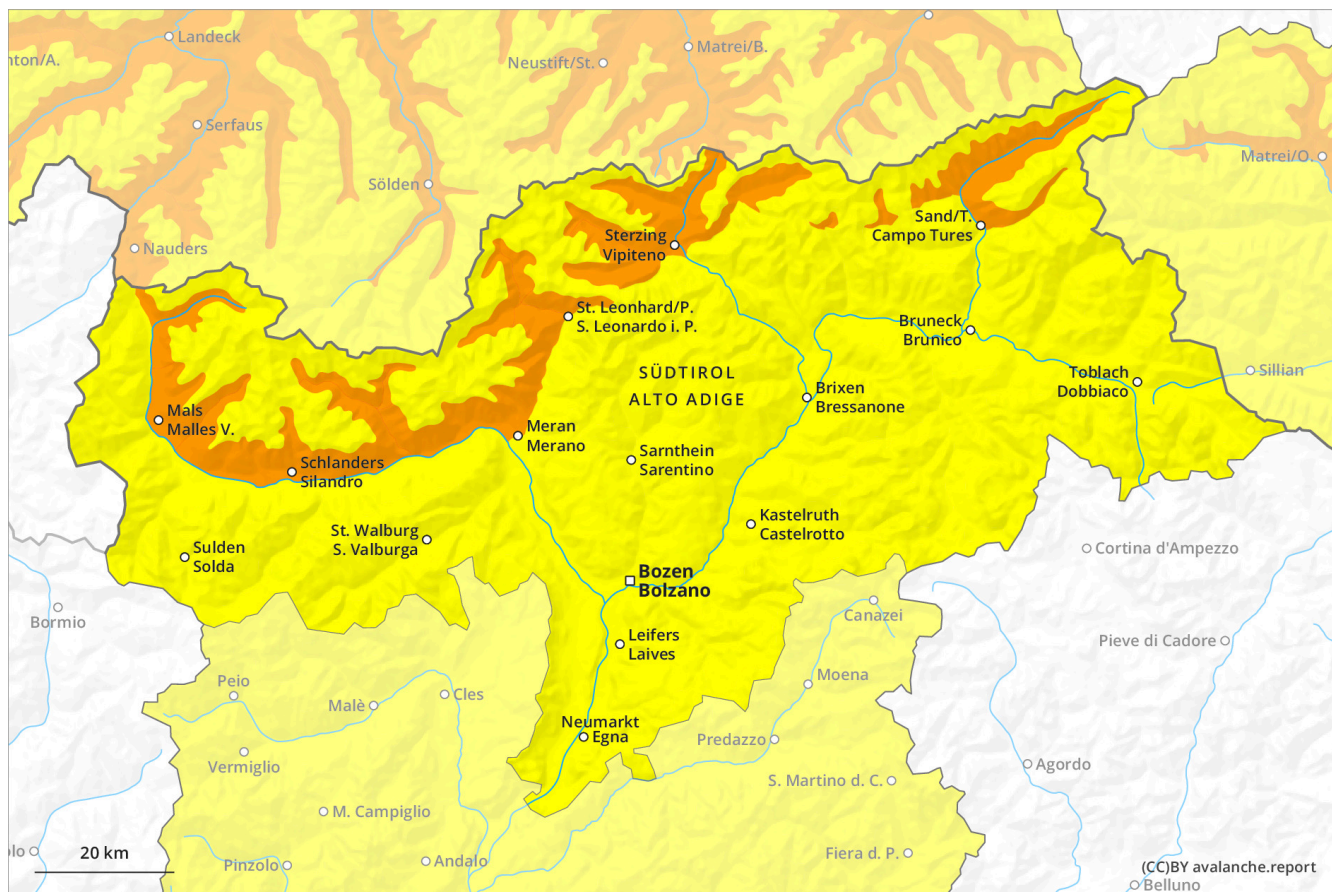 Landeck
nton/A.
Neustift/St.
Matrei/B.
Serfaus
Sölden
Matrei/O.
Nauders
Sterzing
Vipiteno
Sand/T.
Campo Tures
St. Leonhard/P.
S. Leonardo i. P.
Bruneck
Brunico
SÜDTIROL
ALTO ADIGE
Toblach
Dobbiaco
Sillian
Brixen
Bressanone
Mals
Malles V.
Meran
Merano
Schlanders
Silandro
Sarnthein
Sarentino
Kastelruth
Castelrotto
St. Walburg
S. Valburga
Sulden
Solda
Cortina d'Ampezzo
Bozen
Bolzano
Bormio
Canazei
Leifers
Laives
Pieve di Cadore
Peio
Malè
Cles
Moena
Neumarkt
Egna
Predazzo
Vermiglio
Agordo
S. Martino d. C.
M. Campiglio
olo
20 km
Pinzolo
Andalo
Fiera d. P.
(CC)BY avalanche.report
Belluno